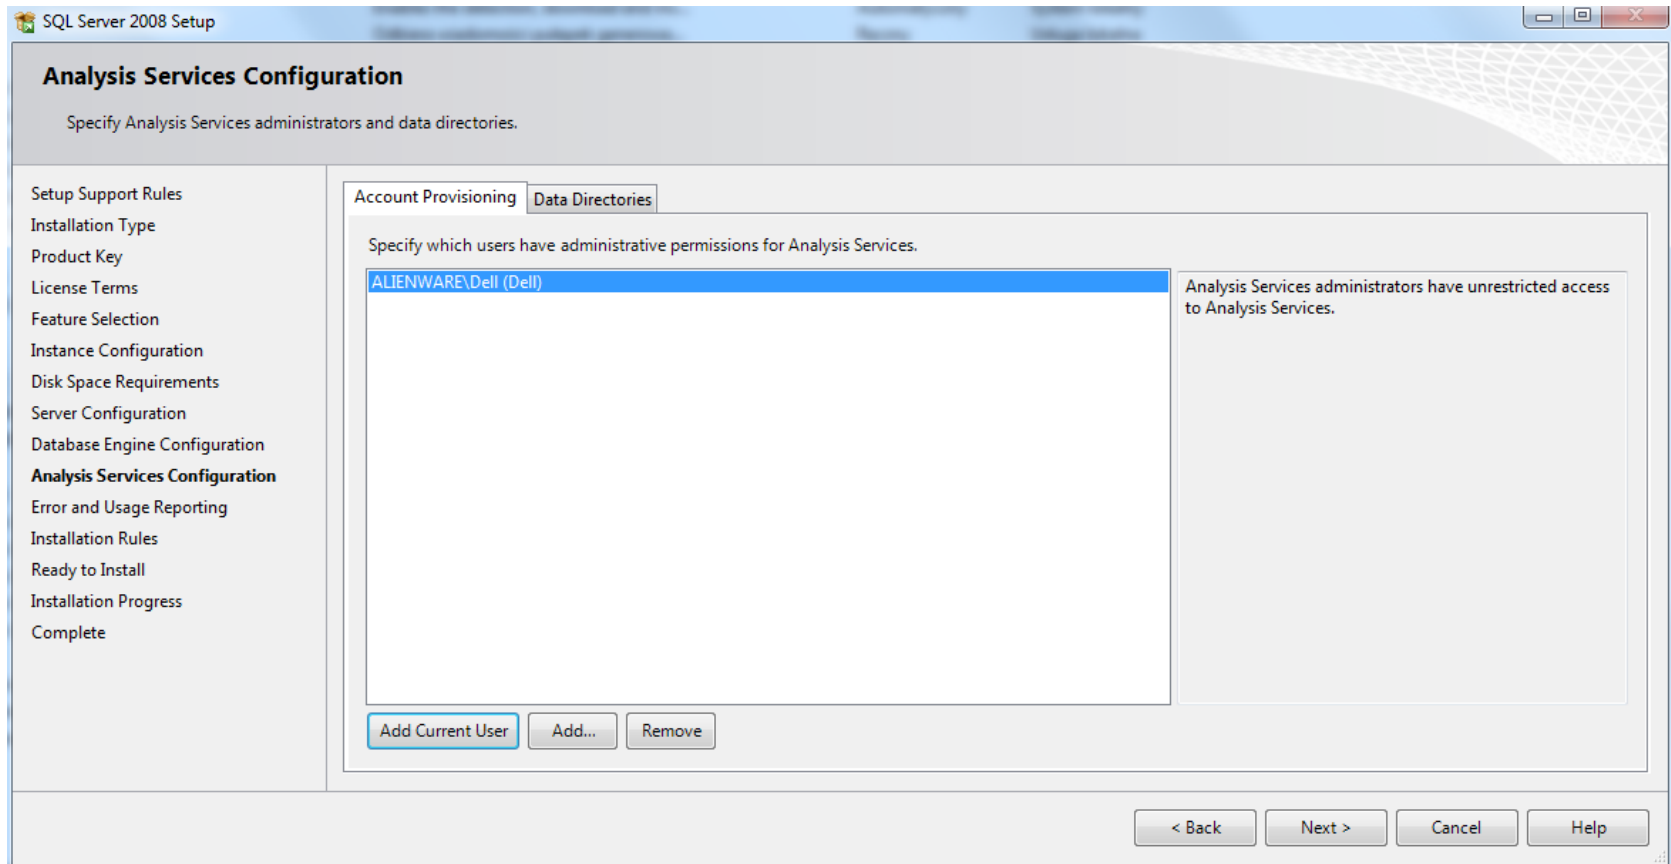 SQL Server 2008 Setup
Analysis Services Configuration
Specify Analysis Services administrators and data directories.
Setup Support Rules
Installation Type
Product Key
License Terms
Feature Selection
Instance Configuration
Disk Space Requirements
Server Configuration
Database Engine Configuration
Analysis Services Configuration
Error and Usage Reporting
Installation Rules
Ready to Install
Installation Progress
Complete
Account Provisioning Data Directories
Specify which users have administrative permissions for Analysis Services.
ALIENWARE\Dell (Dell)
Analysis Services administrators have unrestricted access
to Analysis Services.
Add Current User Add... Remove
< Back Next > Cancel Help